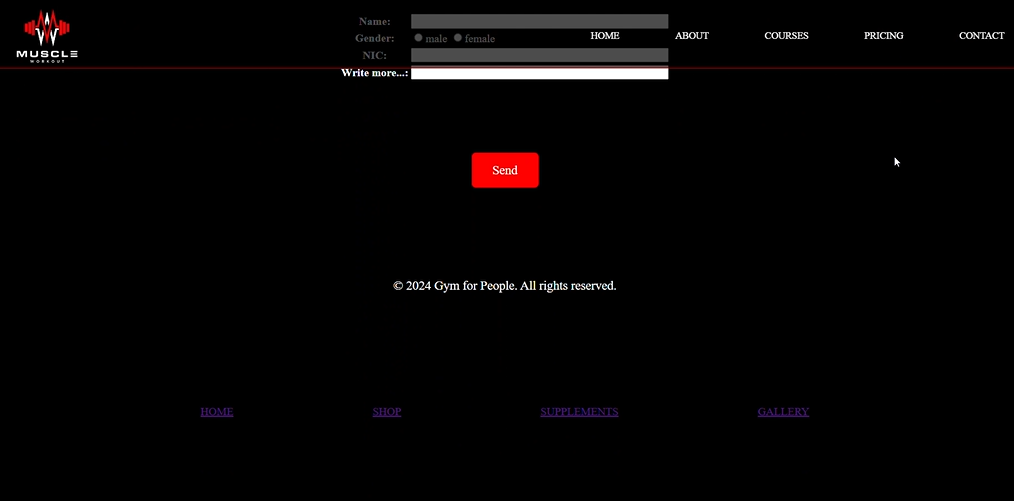 MUSCLE
WORKOUT
HOME ABOUT COURSES PRICING CONTACT
Name:
Gender: male female
NIC:
Write more...:
Send
© 2024 Gym for People. All rights reserved.
HOME SHOP SUPPLEMENTS GALLERY